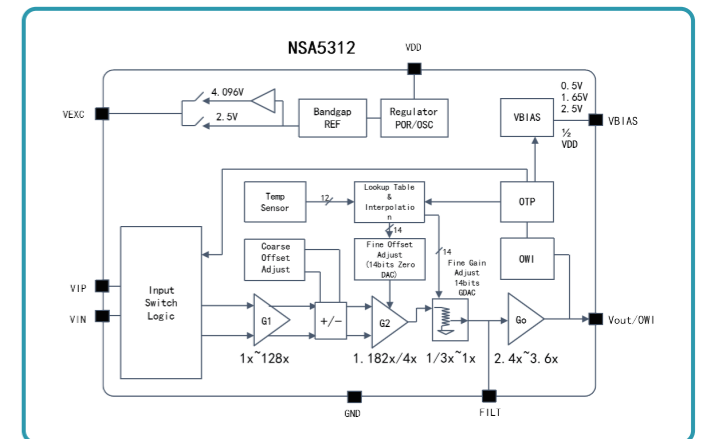 NSA5312
VDD
VEXC
4.096V
2.5V
Bandgap
REF
Regulator
POR/OSC
VBIAS
0.5V
1.65V
2.5V
½
VDD
VBIAS
Temp
Sensor
12
Lookup Table
&
Interpolatio
n
OTP
14
14
Coarse
Offset
Adjust
Fine Offset
Adjust
(14bits Zero
DAC)
Fine Gain
Adjust
14bits
GDAC
OWI
VIP
VIN
Input
Switch
Logic
G1
+/-
G2
Go
Vout/OWI
1x~128x
1.182x/4x
1/3x~1x
2.4x~3.6x
GND
FILT